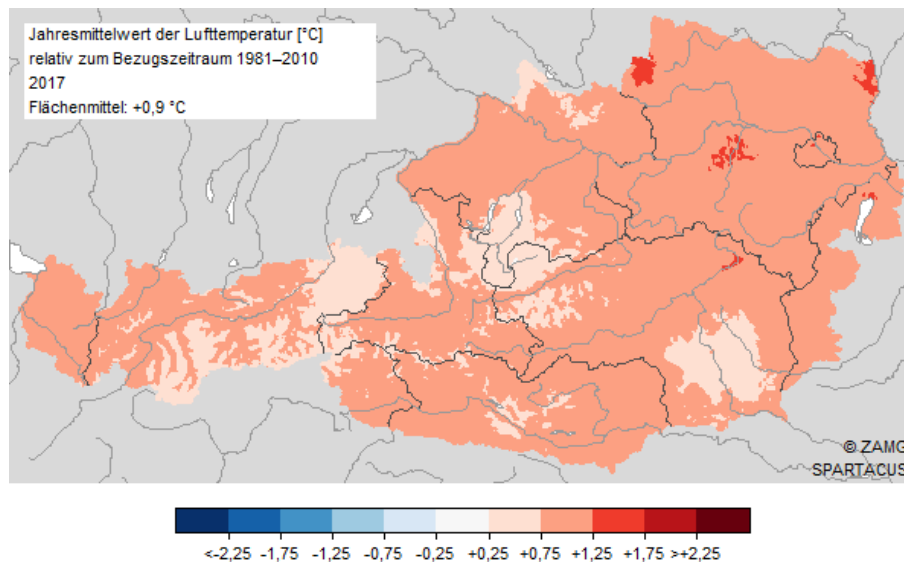 Jahresmittelwert der Lufttemperatur [°C]
relativ zum Bezugszeitraum 1981–2010
2017
Flächenmittel: +0,9 °C
© ZAMG
SPARTACUS
<-2,25 -1,75 -1,25 -0,75 -0,25 +0,25 +0,75 +1,25 +1,75 >+2,25